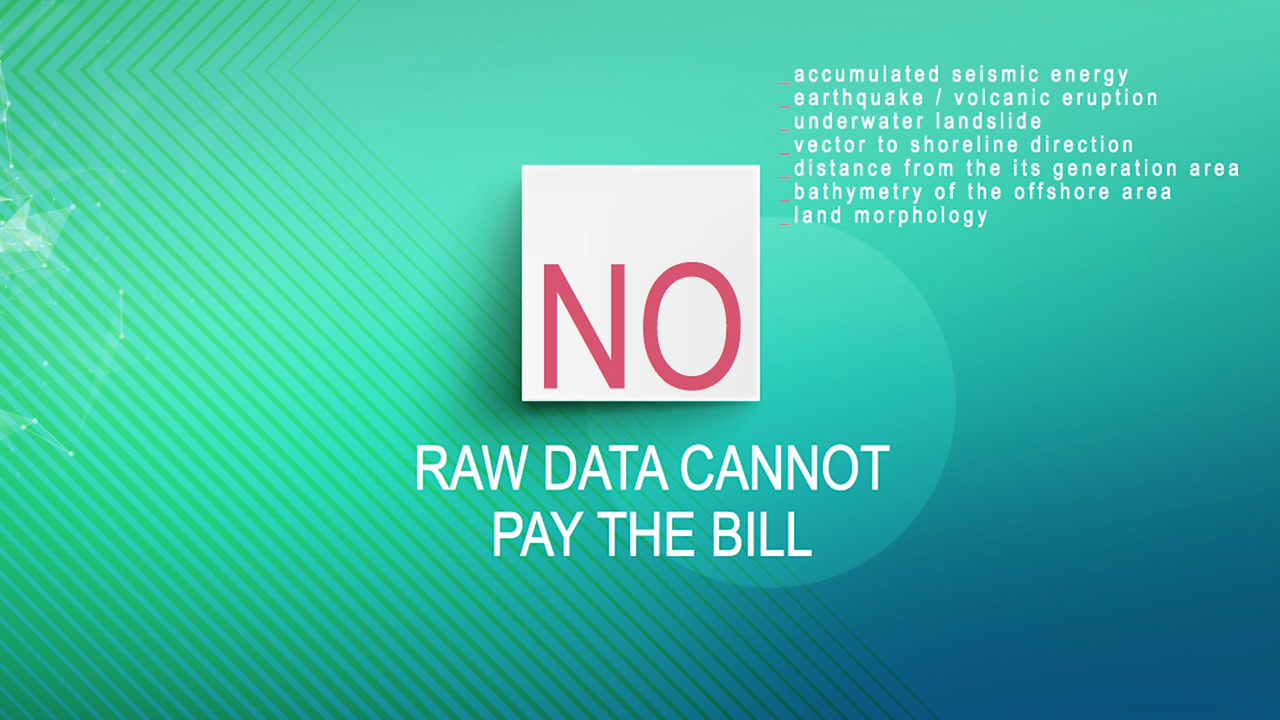 _accumulated seismic energy
_earthquake / volcanic eruption
_underwater landslide
_vector to shoreline direction
_distance from the its generation area
_bathymetry of the offshore area
_land morphology
NO
RAW DATA CANNOT
PAY THE BILL